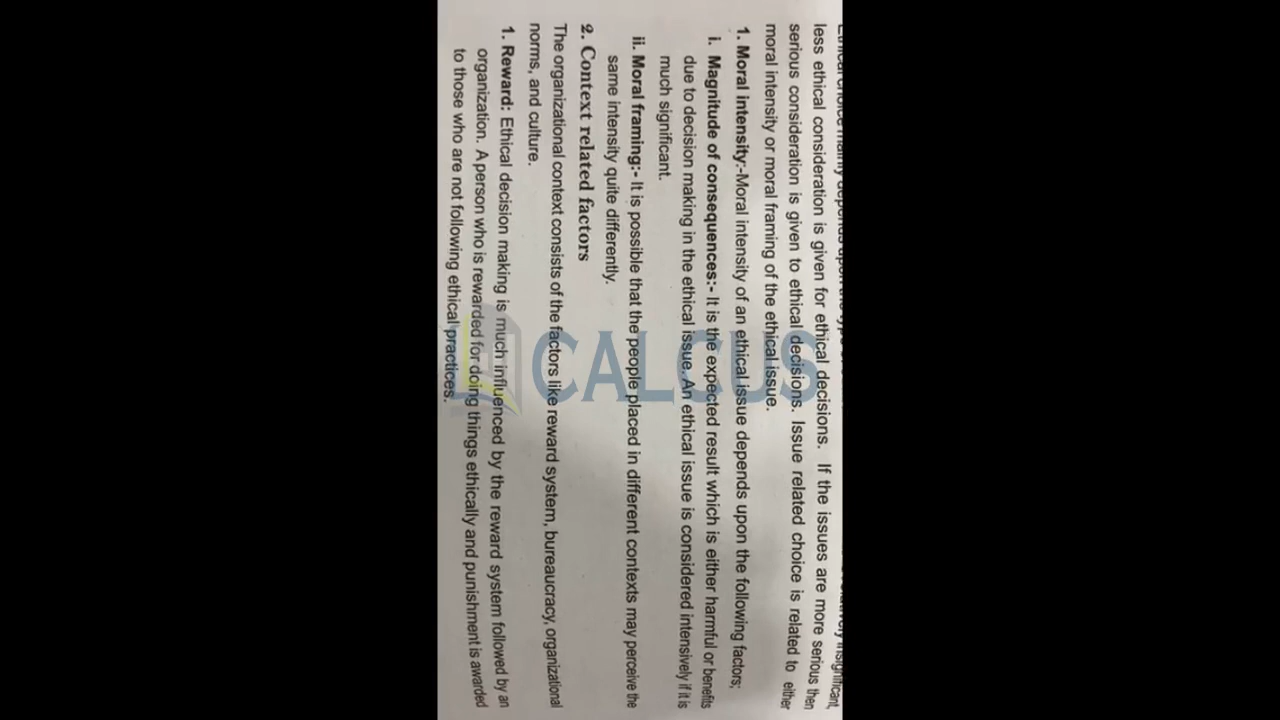 Ethical choice mainly depends upon the type
insignificant,
less ethical consideration is given for ethical decisions. If the issues are more serious then
serious consideration is given to ethical decisions. Issue related choice is related to either
moral intensity or moral framing of the ethical issue.
1. Moral intensity:-Moral intensity of an ethical issue depends upon the following factors;
i. Magnitude of consequences:- It is the expected result which is either harmful or benefits
due to decision making in the ethical issue. An ethical issue is considered intensively if it is
much significant.
ii. Moral framing:- It is possible that the people placed in different contexts may perceive the
same intensity quite differently.
2. Context related factors
The organizational context consists of the factors like reward system, bureaucracy, organizational
norms, and culture.
1. Reward: Ethical decision making is much influenced by the reward system followed by an
organization. A person who is rewarded for doing things ethically and punishment is awarded
to those who are not following ethical practices.
CALCUS